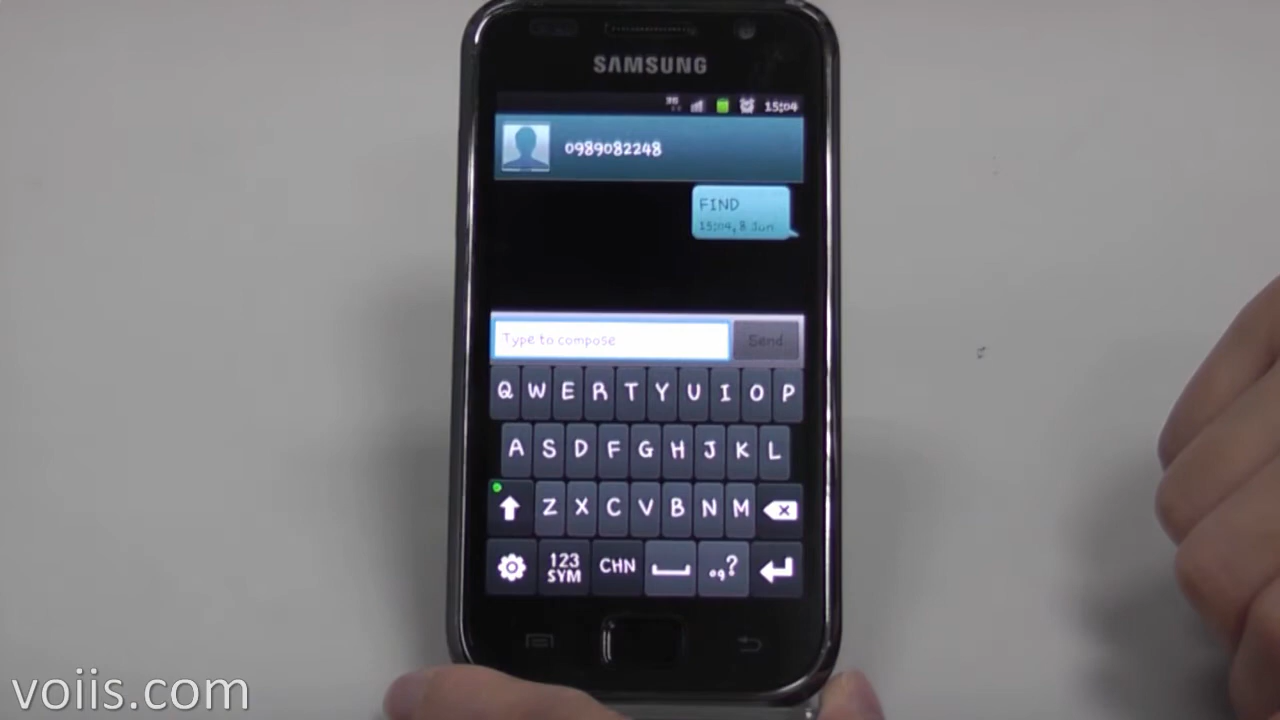 SAMSUNG
15:04
0989082248
FIND
15:04, 8 Jun
Type to compose
Send
Q W E R T Y U I O P
A S D F G H J K L
Z X C V B N M
123
SYM
CHN
.,?
voiis.com